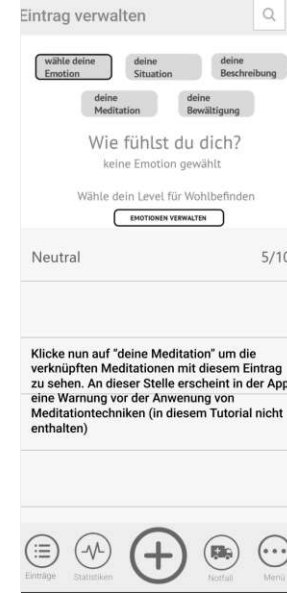 Eintrag verwalten
wähle deine
Emotion
deine
Situation
deine
Beschreibung
deine
Meditation
deine
Bewältigung
Wie fühlst du dich?
keine Emotion gewählt
Wähle dein Level für Wohlbefinden
EMOTIONEN VERWALTEN
Neutral 5/10
Klicke nun auf "deine Meditation" um die
verknüpften Meditationen mit diesem Eintrag
zu sehen. An dieser Stelle erscheint in der App
eine Warnung vor der Anwenung von
Meditationtechniken (in diesem Tutorial nicht
enthalten)
Einträge Statistiken Notfall Menü